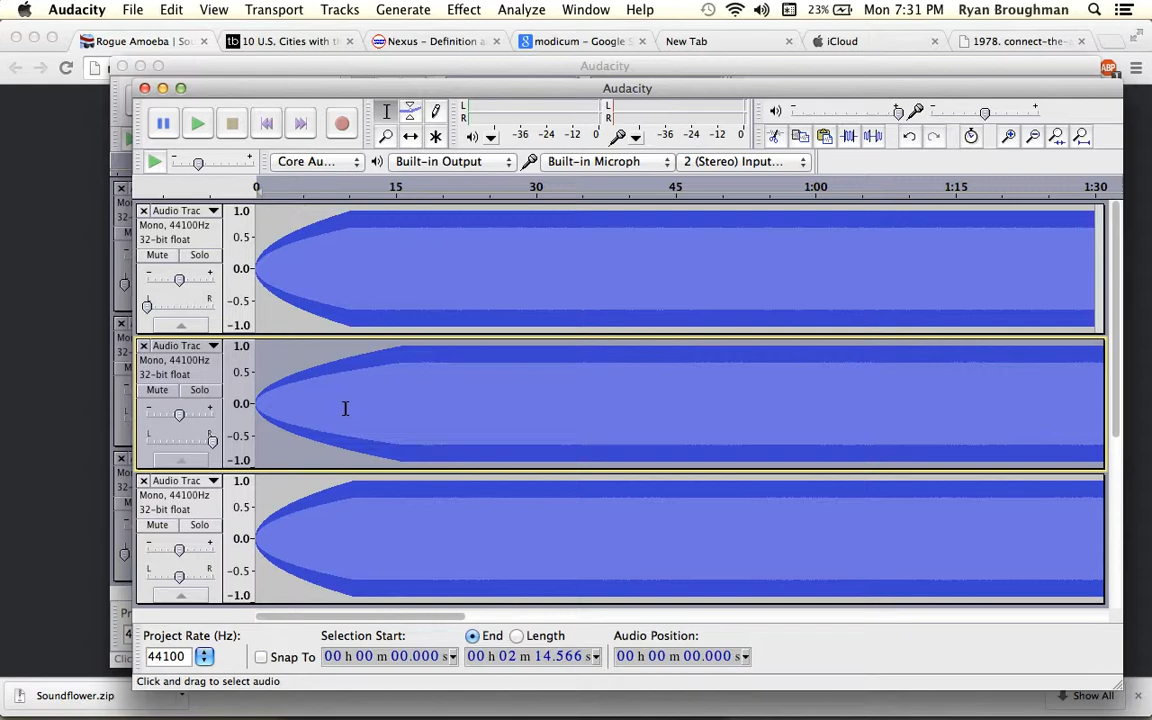 Audacity File Edit View Transport Tracks Generate Effect Analyze Window Help 23% Mon 7:31 PM Ryan Broughman
Rogue Amoeba | So 10 U.S. Cities with t Nexus - Definition a modicum - Google S New Tab iCloud 1978. connect-the-
ABP
Audacity
Audacity
L R -36 -24 -12 0 L R -36 -24 -12 0
Core Au... Built-in Output Built-in Microph 2 (Stereo) Input...
0 15 30 45 1:00 1:15 1:30
Audio Trac
Mono, 44100Hz
32-bit float
Mute Solo
- +
L R
1.0
0.5
0.0
-0.5
-1.0
Audio Trac
Mono, 44100Hz
32-bit float
Mute Solo
- +
L R
1.0
0.5
0.0
-0.5
-1.0
Audio Trac
Mono, 44100Hz
32-bit float
Mute Solo
- +
L R
1.0
0.5
0.0
-0.5
-1.0
Project Rate (Hz): Selection Start: End Length Audio Position:
44100 Snap To 00 h 00 m 00.000 s 00 h 02 m 14.566 s 00 h 00 m 00.000 s
Click and drag to select audio
Soundflower.zip Show All